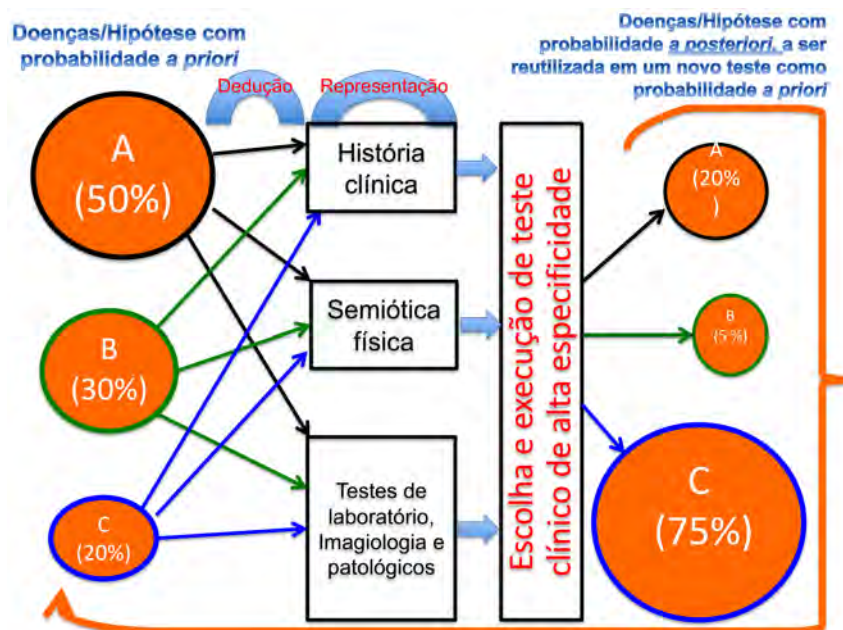 Doenças/Hipótese com
probabilidade a priori
Dedução
Representação
Doenças/Hipótese com
probabilidade a posteriori, a ser
reutilizada em um novo teste como
probabilidade a priori
A
(50%)
B
(30%)
C
(20%)
História
clínica
Semiótica
física
Testes de
laboratório,
Imagiologia e
patológicos
Escolha e execução de teste
clínico de alta especificidade
A
(20%
)
B
(5%)
C
(75%)